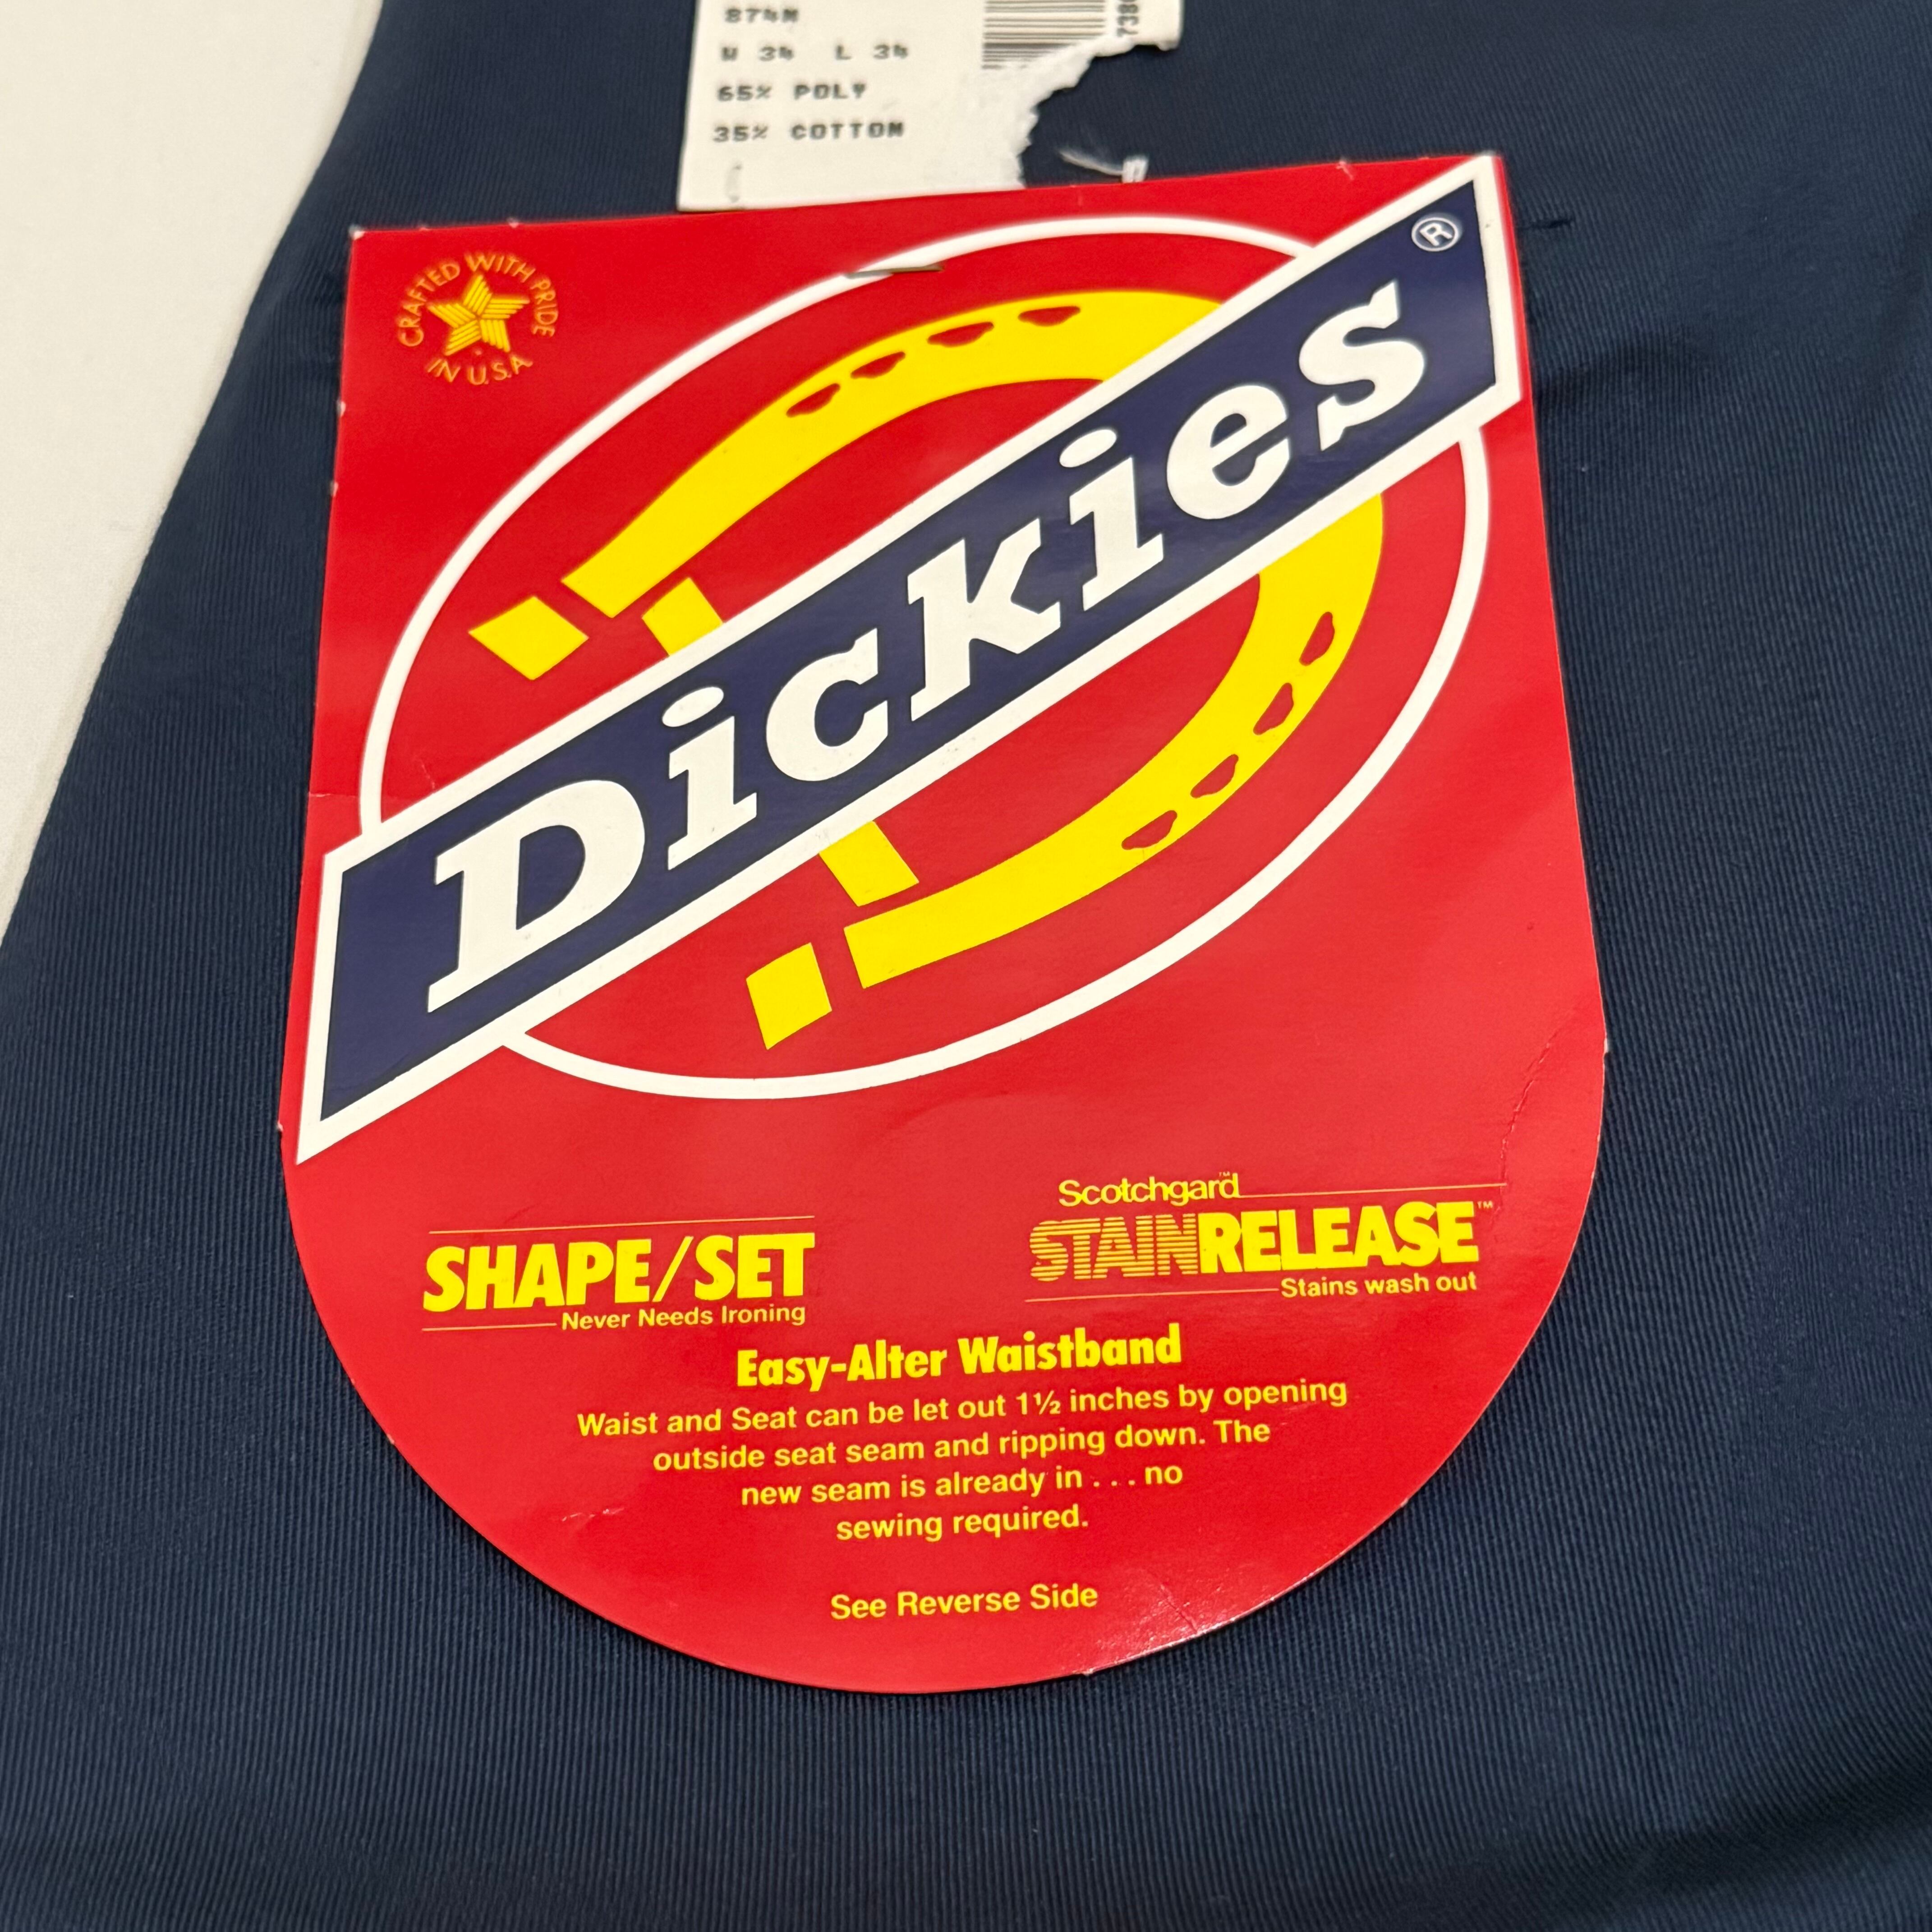 874N
W 34 L 34
65% POLY
35% COTTON
CRAFTED WITH PRIDE
IN U.S.A
Dickies®
SHAPE/SET
Never Needs Ironing
Scotchgard™
STAINRELEASE™
Stains wash out
Easy-Alter Waistband
Waist and Seat can be let out 1½ inches by opening
outside seat seam and ripping down. The
new seam is already in . . . no
sewing required.
See Reverse Side